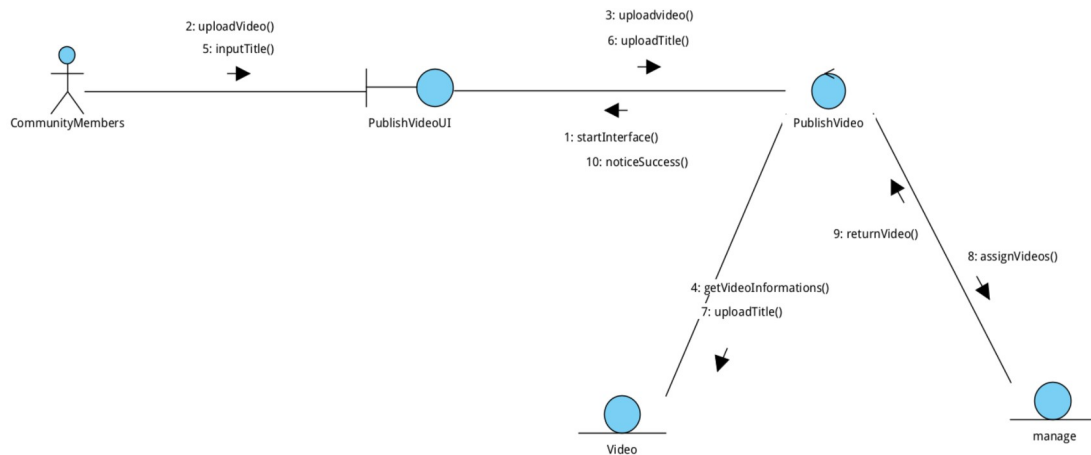 2: uploadVideo()
5: inputTitle()
3: uploadvideo()
6: uploadTitle()
CommunityMembers
PublishVideoUI
PublishVideo
1: startInterface()
10: noticeSuccess()
9: returnVideo()
8: assignVideos()
4: getVideoInformations()
7: uploadTitle()
Video
manage